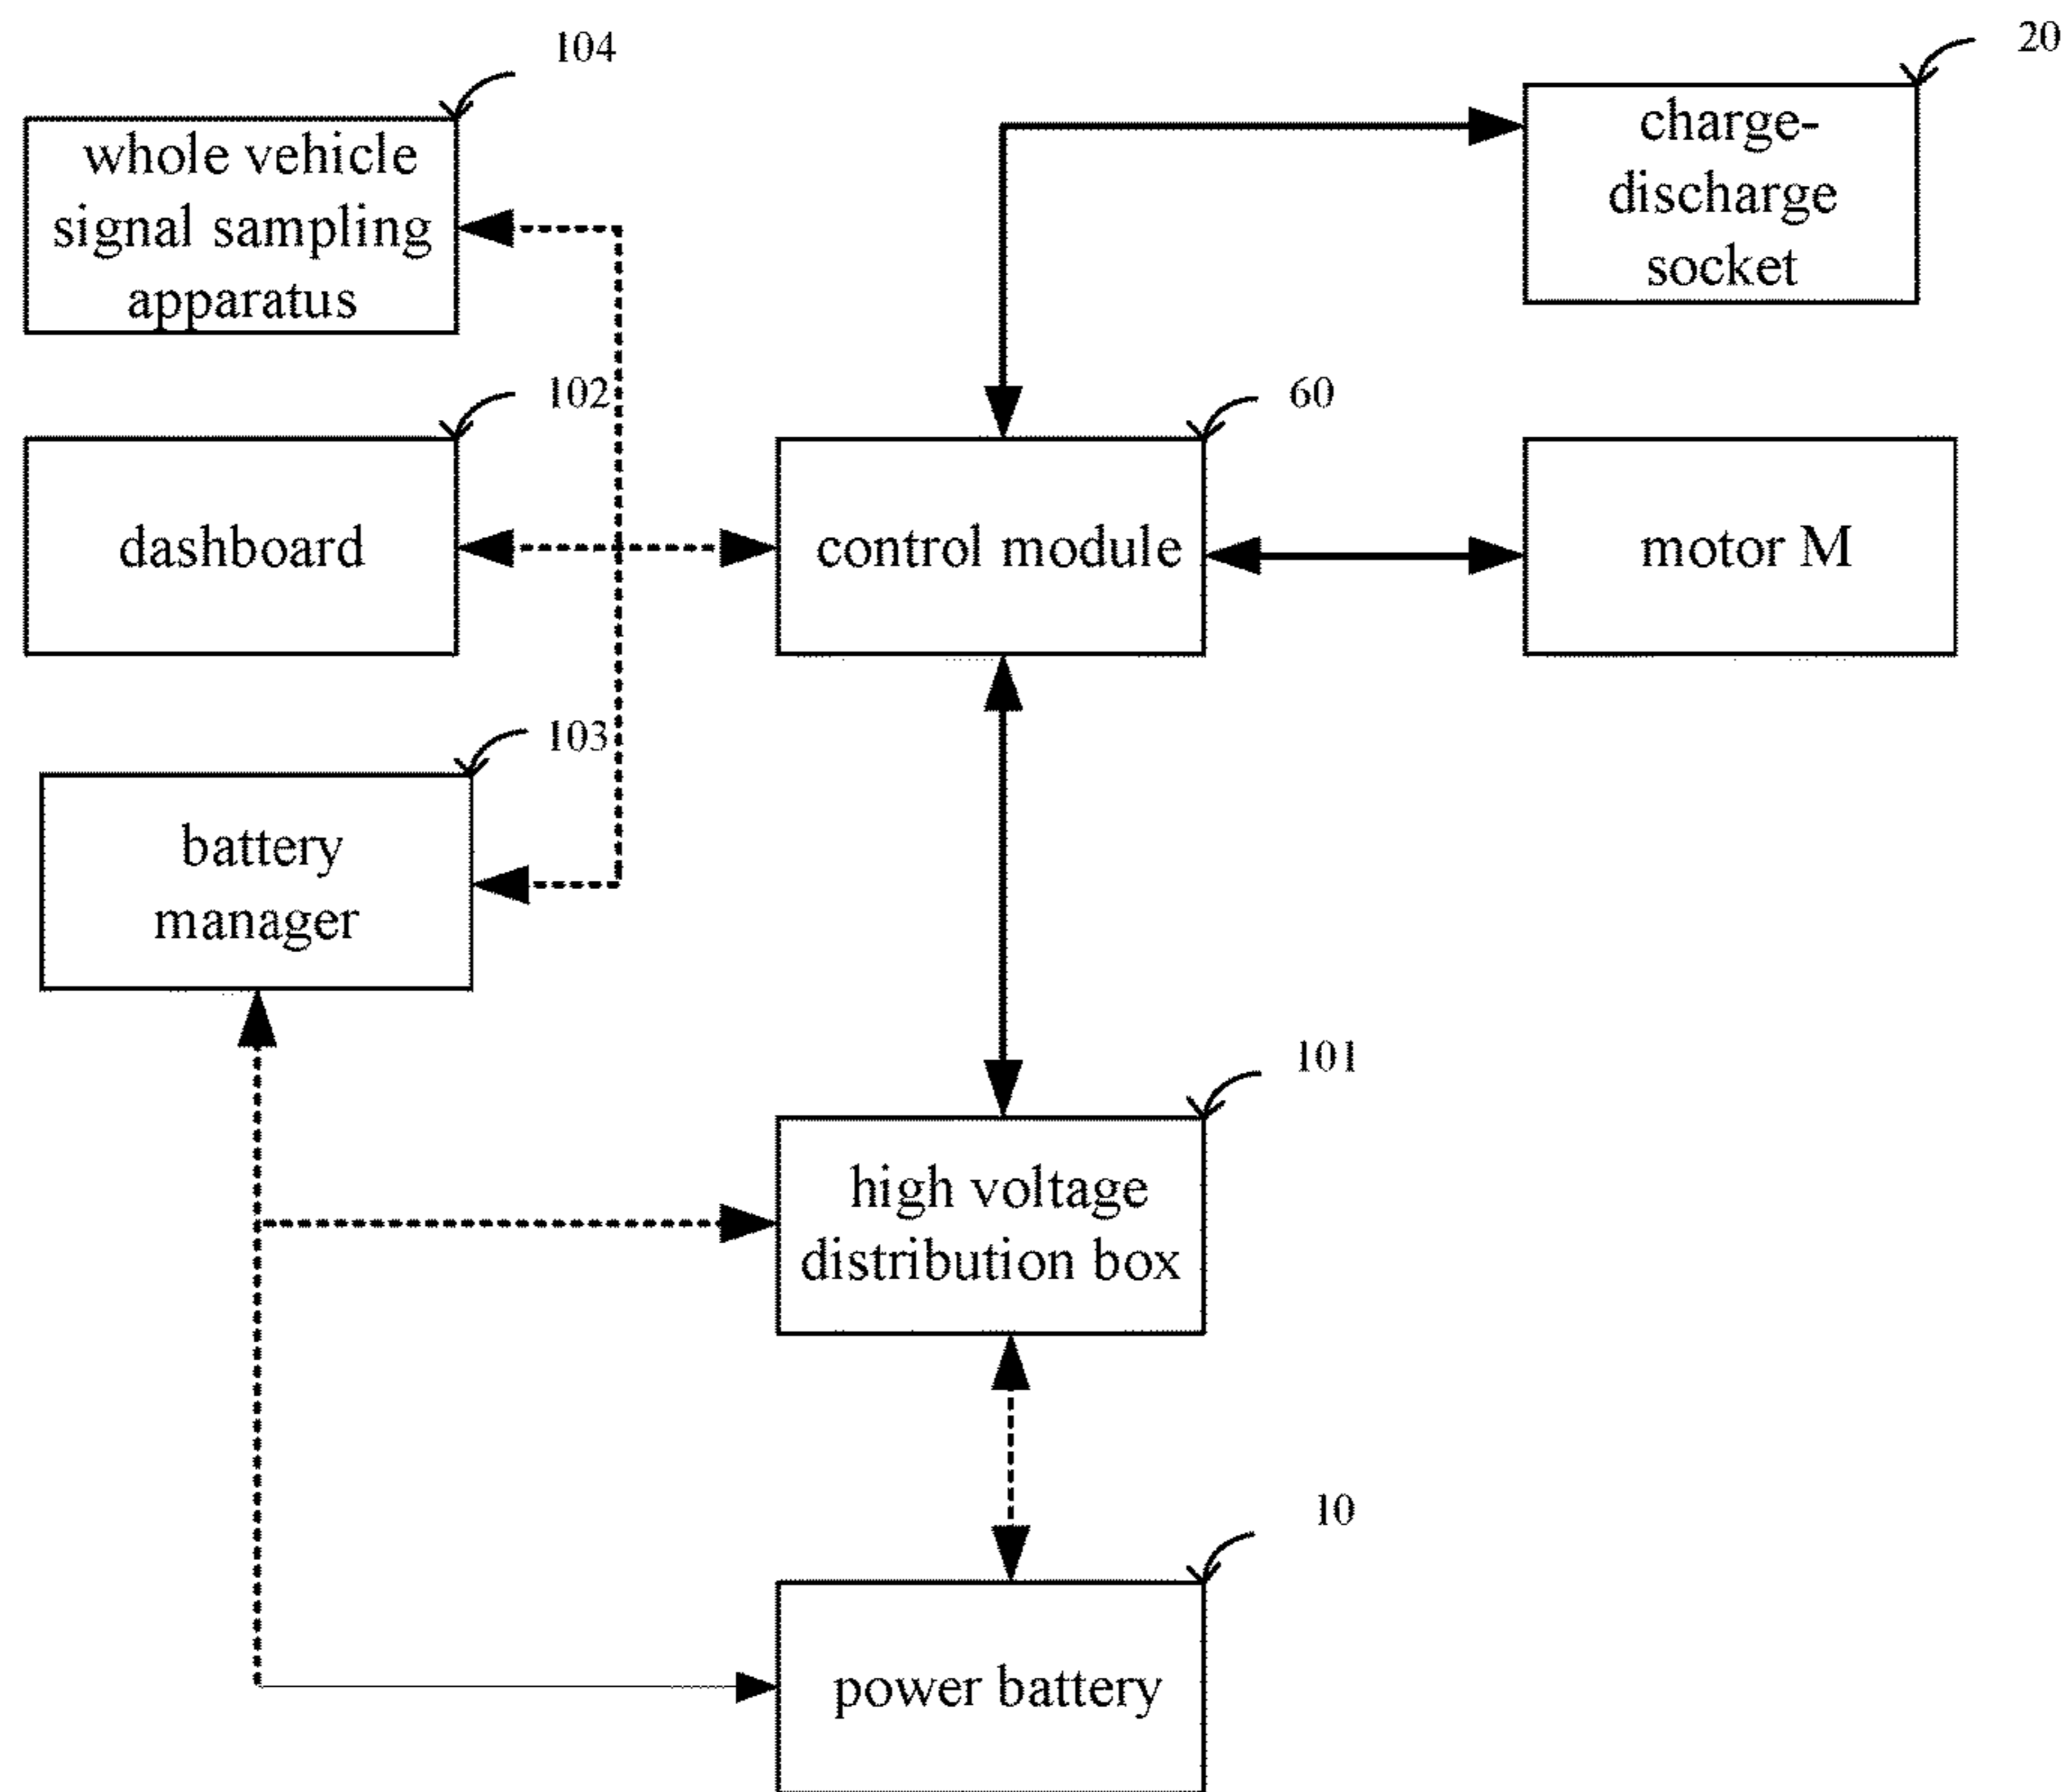 104
whole vehicle
signal sampling
apparatus
20
charge-
discharge
socket
102
dashboard
60
control module
motor M
103
battery
manager
101
high voltage
distribution box
10
power battery